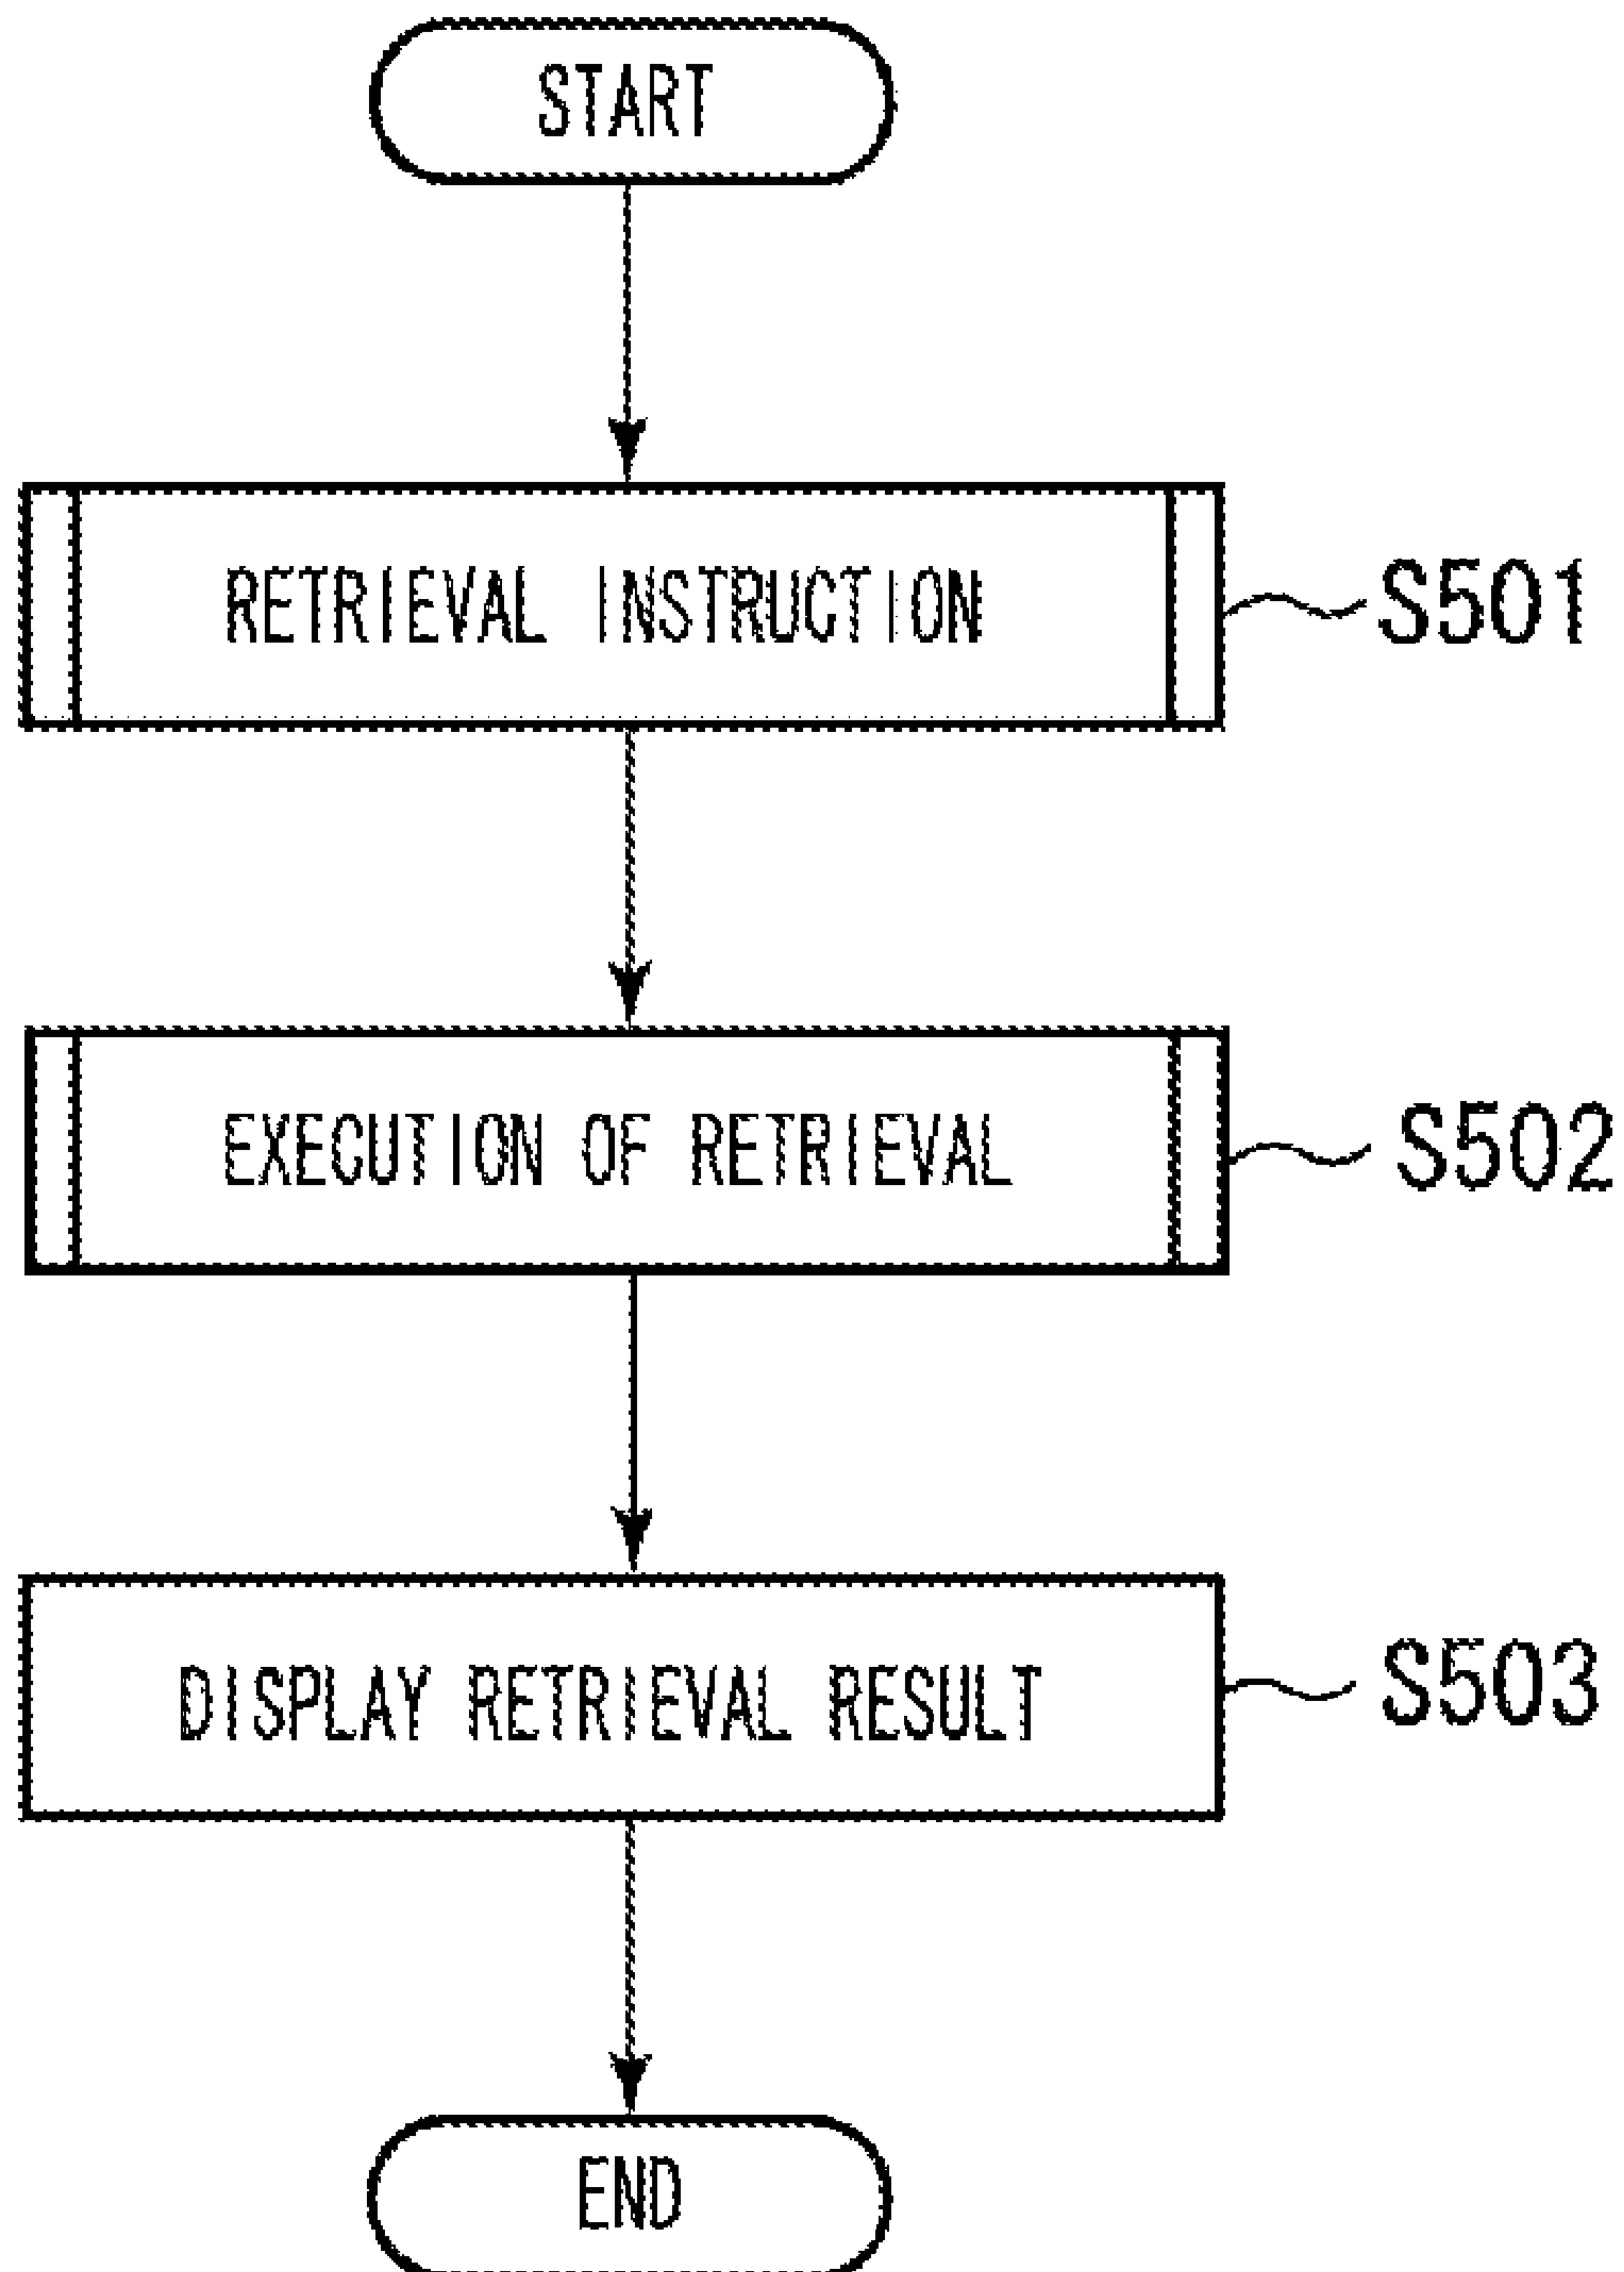 START
RETRIEVAL INSTRUCTION
S501
EXECUTION OF RETRIEVAL
S502
DISPLAY RETRIEVAL RESULT
S503
END